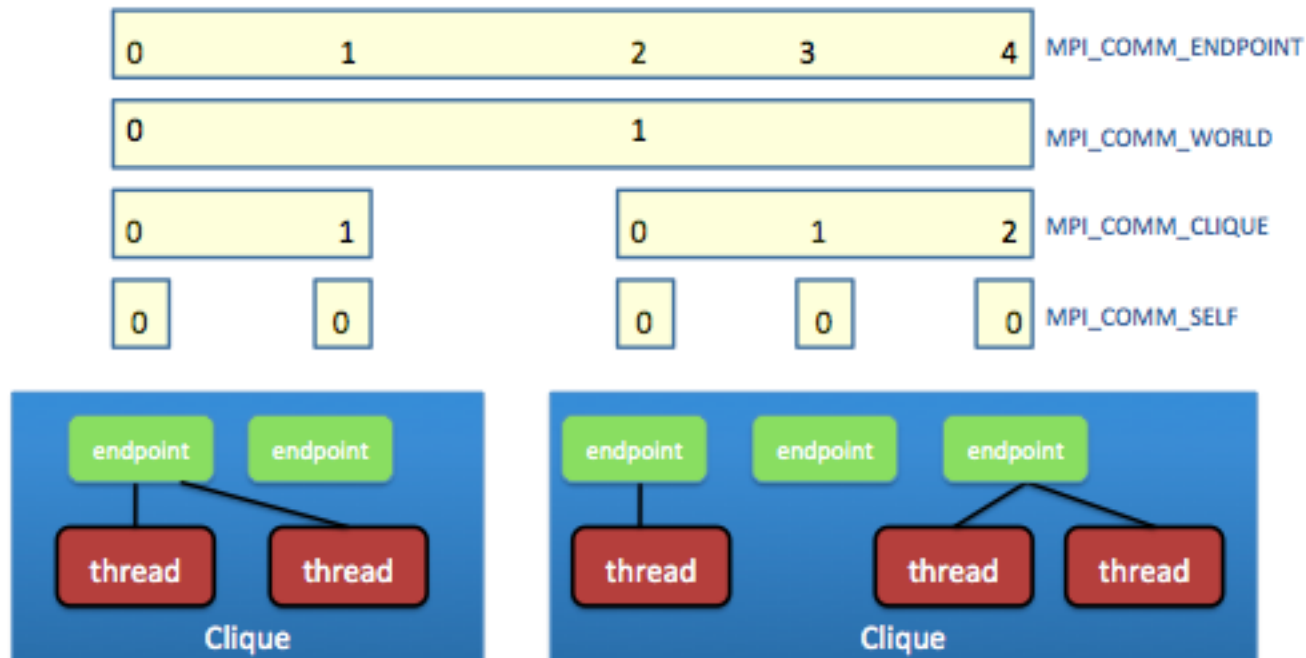 0 1 2 3 4 MPI_COMM_ENDPOINT
0 1 MPI_COMM_WORLD
0 1 0 1 2 MPI_COMM_CLIQUE
0 0 0 0 0 MPI_COMM_SELF
endpoint endpoint endpoint endpoint endpoint
thread thread thread thread thread
Clique Clique